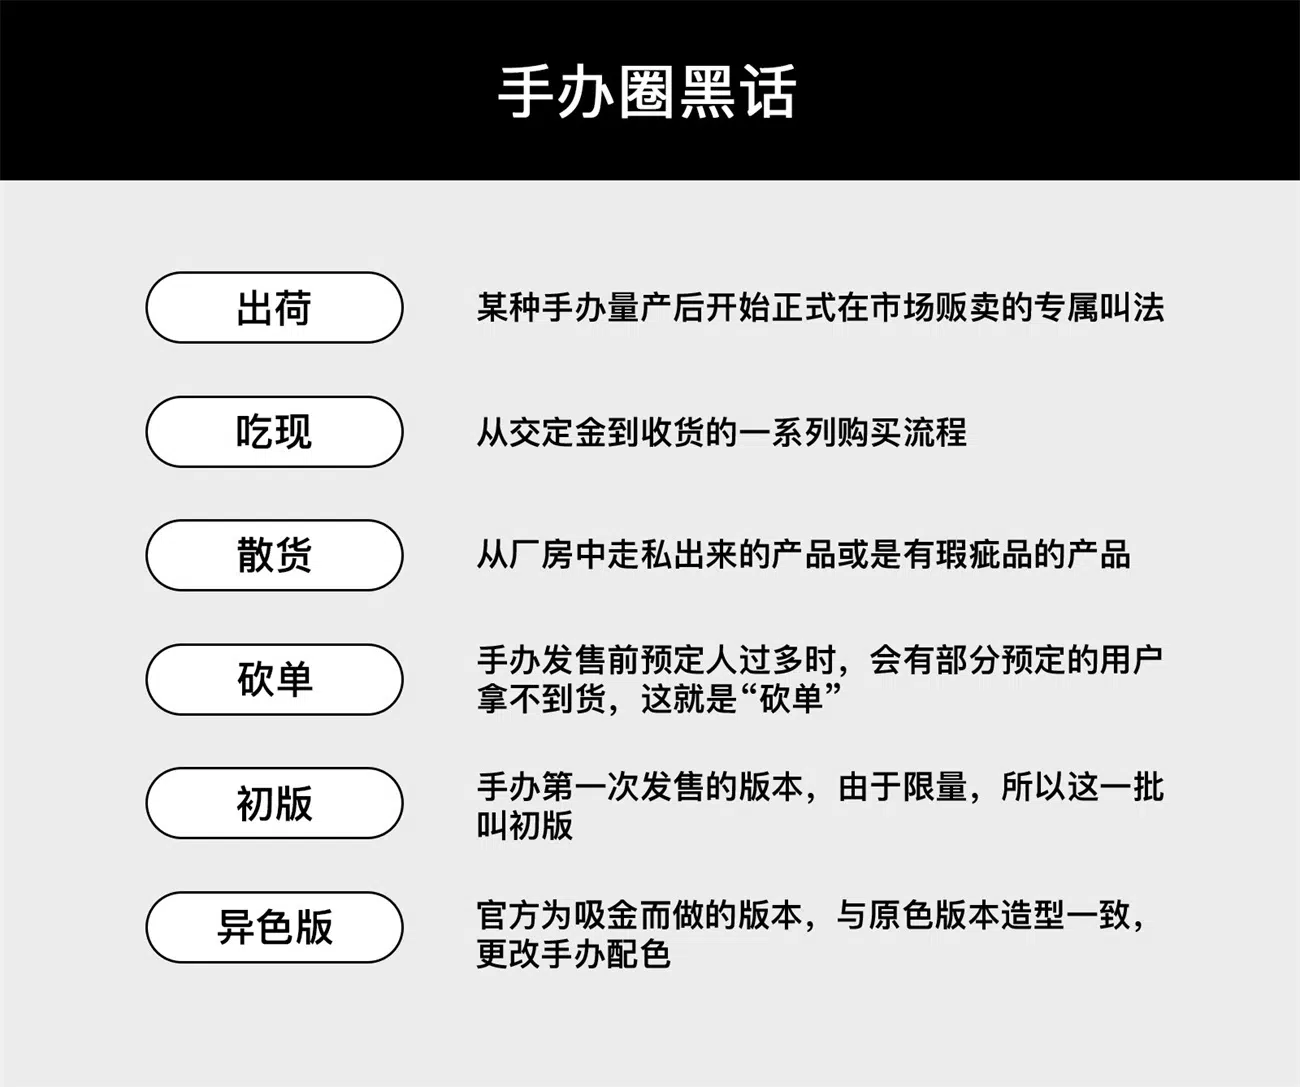 手办圈黑话
出荷
某种手办量产后开始正式在市场贩卖的专属叫法
吃现
从交定金到收货的一系列购买流程
散货
从厂房中走私出来的产品或是有瑕疵品的产品
砍单
手办发售前预定人过多时，会有部分预定的用户
拿不到货，这就是“砍单”
初版
手办第一次发售的版本，由于限量，所以这一批
叫初版
异色版
官方为吸金而做的版本，与原色版本造型一致，
更改手办配色